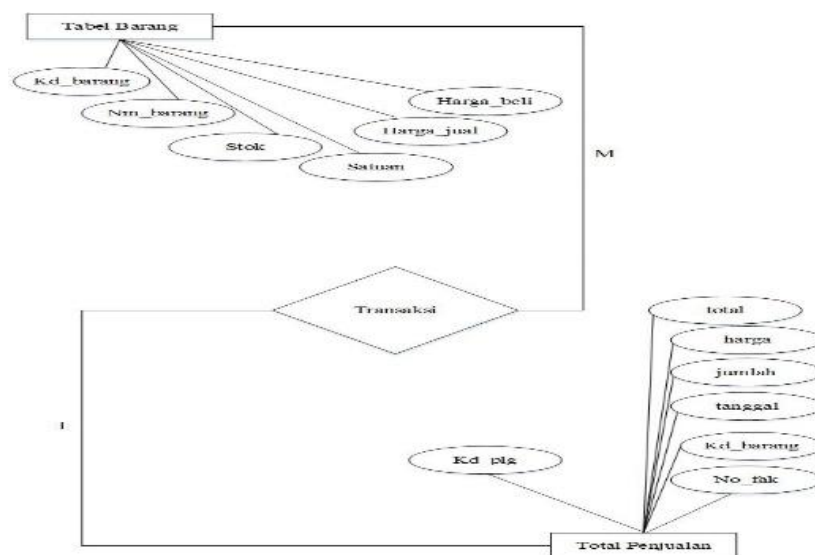 Tabel Barang
Kd_barang
Harga_beli
Nm_barang
Harga_jual
Stok
Satuan
M
Transaksi
total
harga
jumlah
tanggal
1
Kd_barang
Kd_plg
No_fak
Total Penjualan